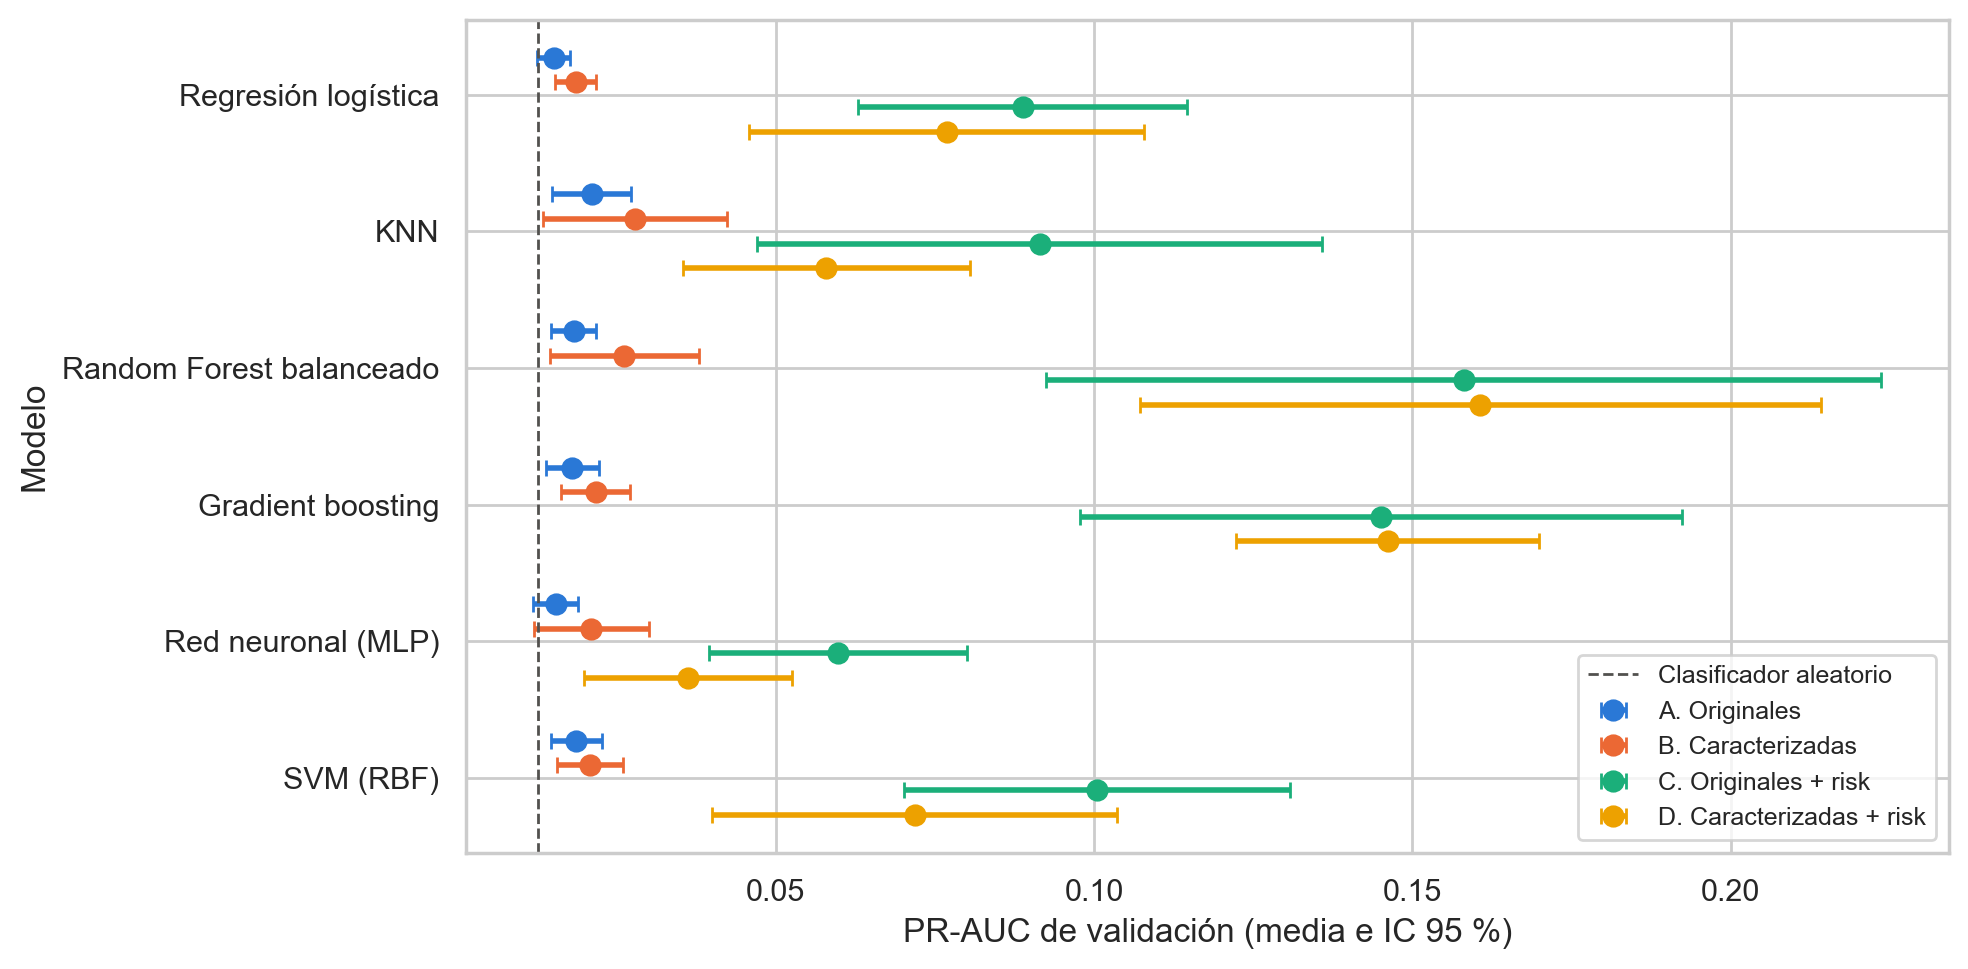 Regresión logística
KNN
Random Forest balanceado
Gradient boosting
Red neuronal (MLP)
SVM (RBF)
Modelo
Clasificador aleatorio
A. Originales
B. Caracterizadas
C. Originales + risk
D. Caracterizadas + risk
0.05 0.10 0.15 0.20
PR-AUC de validación (media e IC 95 %)